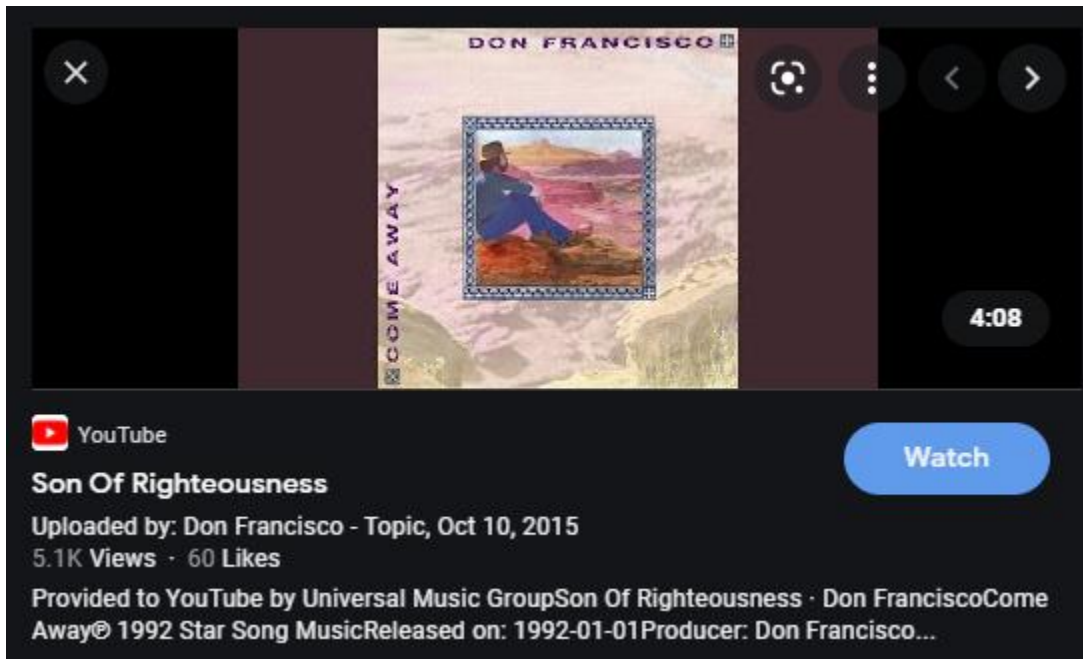 DON FRANCISCO
COME AWAY
4:08
YouTube
Watch
Son Of Righteousness
Uploaded by: Don Francisco - Topic, Oct 10, 2015
5.1K Views · 60 Likes
Provided to YouTube by Universal Music GroupSon Of Righteousness · Don FranciscoCome
Away℗ 1992 Star Song MusicReleased on: 1992-01-01Producer: Don Francisco...